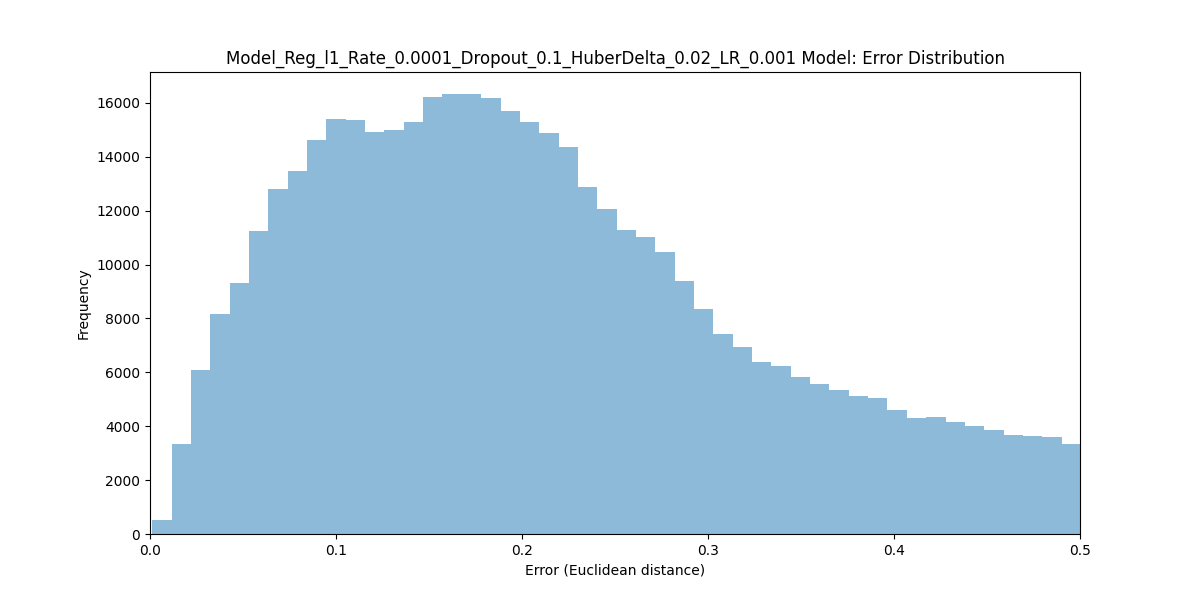 Model_Reg_l1_Rate_0.0001_Dropout_0.1_HuberDelta_0.02_LR_0.001 Model: Error Distribution
16000
14000
12000
10000
8000
6000
4000
2000
0
Frequency
0.0 0.1 0.2 0.3 0.4 0.5
Error (Euclidean distance)